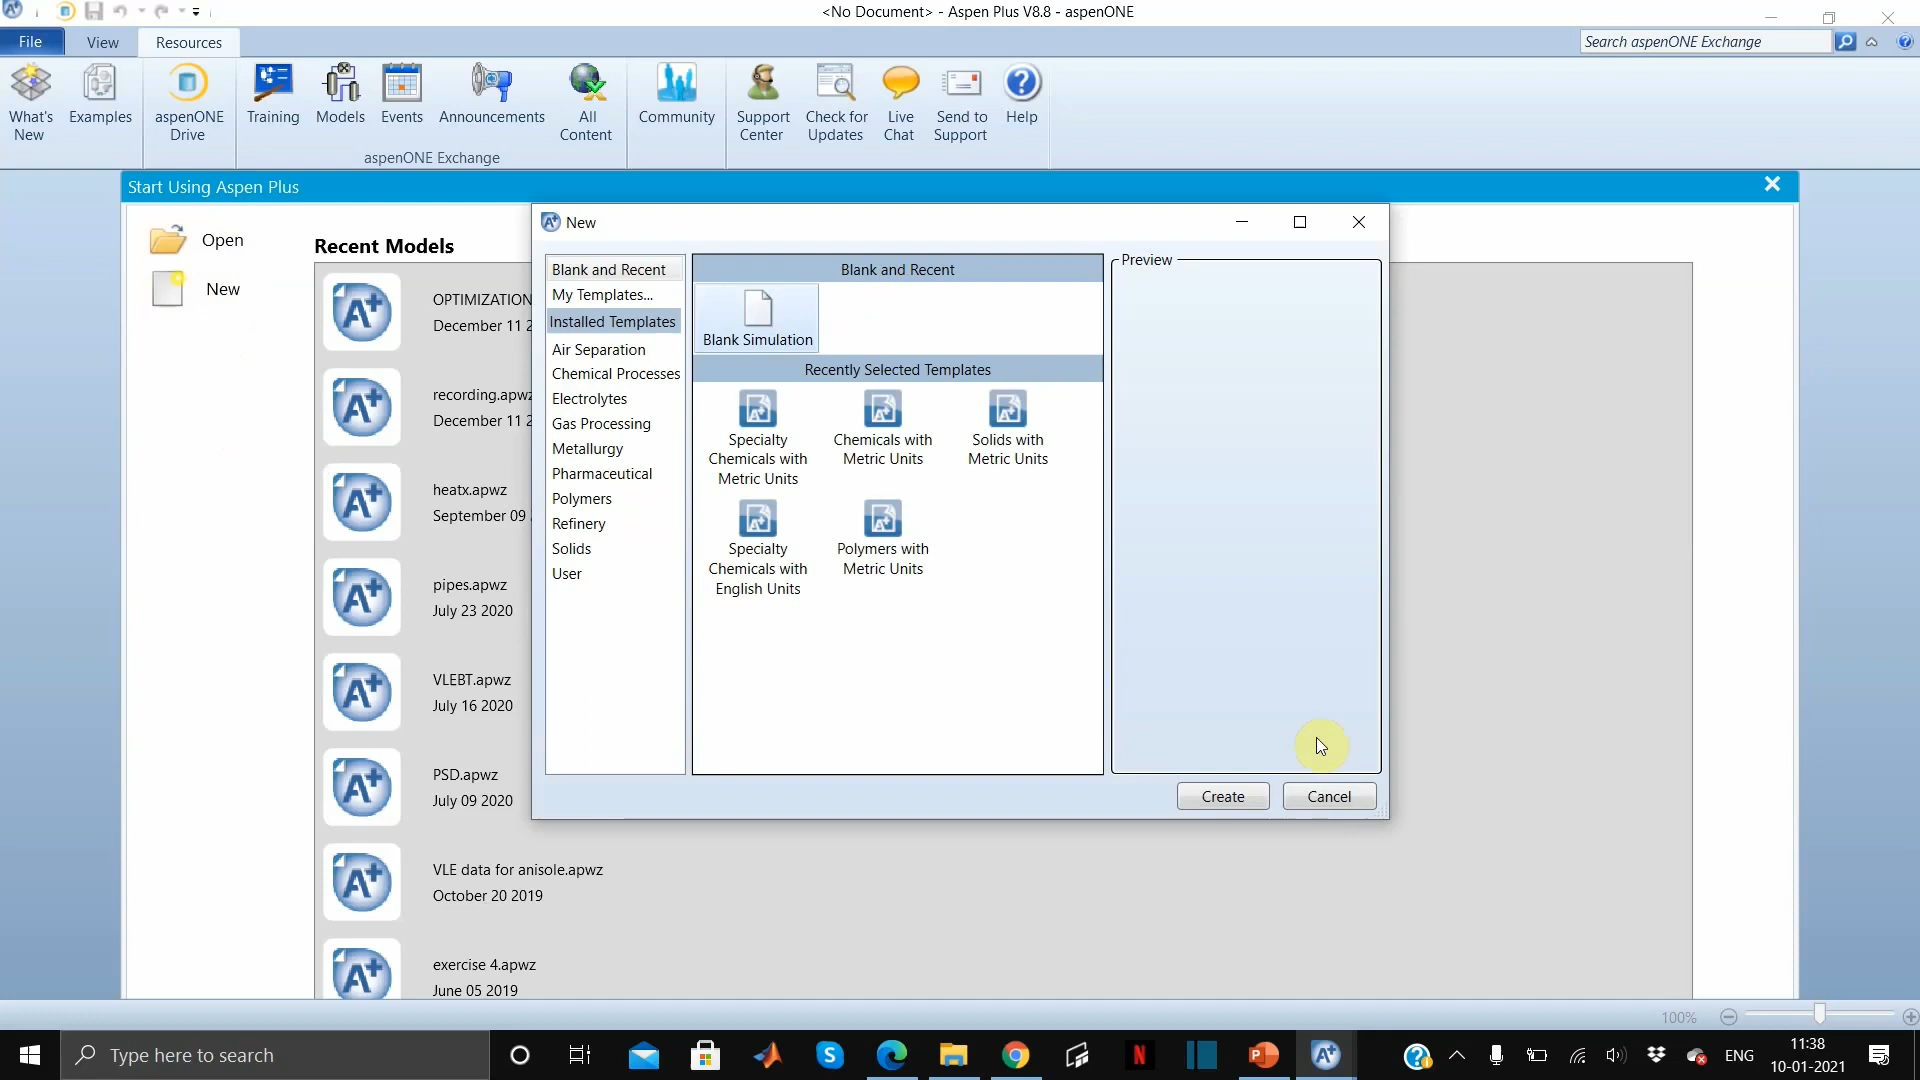 <No Document> - Aspen Plus V8.8 - aspenONE
File
View
Resources
Search aspenONE Exchange
What's New
Examples
aspenONE Drive
Training
Models
Events
Announcements
All Content
aspenONE Exchange
Community
Support Center
Check for Updates
Live Chat
Send to Support
Help
Start Using Aspen Plus
Open
New
Recent Models
OPTIMIZATION
December 11 2
recording.apwz
December 11 2
heatx.apwz
September 09
pipes.apwz
July 23 2020
VLEBT.apwz
July 16 2020
PSD.apwz
July 09 2020
VLE data for anisole.apwz
October 20 2019
exercise 4.apwz
June 05 2019
New
Blank and Recent
My Templates...
Installed Templates
Air Separation
Chemical Processes
Electrolytes
Gas Processing
Metallurgy
Pharmaceutical
Polymers
Refinery
Solids
User
Blank and Recent
Blank Simulation
Recently Selected Templates
Specialty Chemicals with Metric Units
Chemicals with Metric Units
Solids with Metric Units
Specialty Chemicals with English Units
Polymers with Metric Units
Preview
Create
Cancel
100%
Type here to search
ENG
11:38
10-01-2021